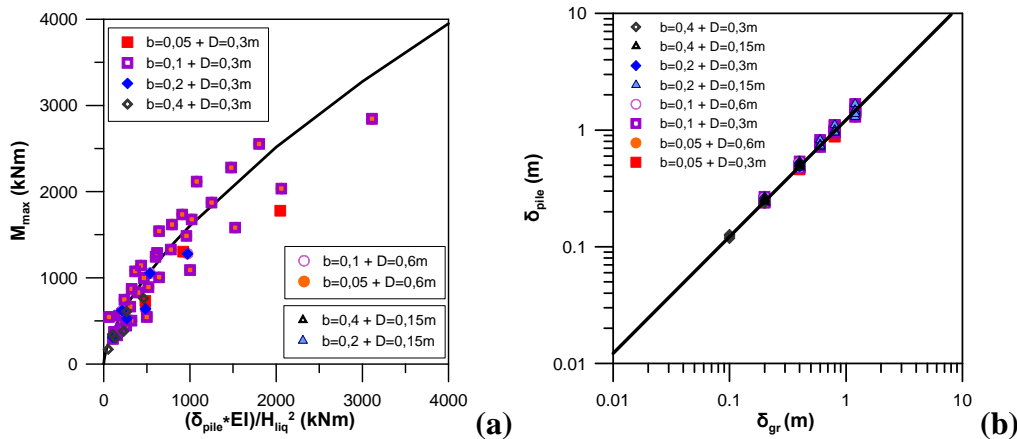 4000
3000
2000
1000
0
M_max (kNm)
b=0,05 + D=0,3m
b=0,1 + D=0,3m
b=0,2 + D=0,3m
b=0,4 + D=0,3m
b=0,1 + D=0,6m
b=0,05 + D=0,6m
b=0,4 + D=0,15m
b=0,2 + D=0,15m
0 1000 2000 3000 4000
(δ_pile*EI)/H_liq² (kNm)
(a)
10
1
0.1
0.01
δ_pile (m)
b=0,4 + D=0,3m
b=0,4 + D=0,15m
b=0,2 + D=0,3m
b=0,2 + D=0,15m
b=0,1 + D=0,6m
b=0,1 + D=0,3m
b=0,05 + D=0,6m
b=0,05 + D=0,3m
0.01 0.1 1 10
δ_gr (m)
(b)